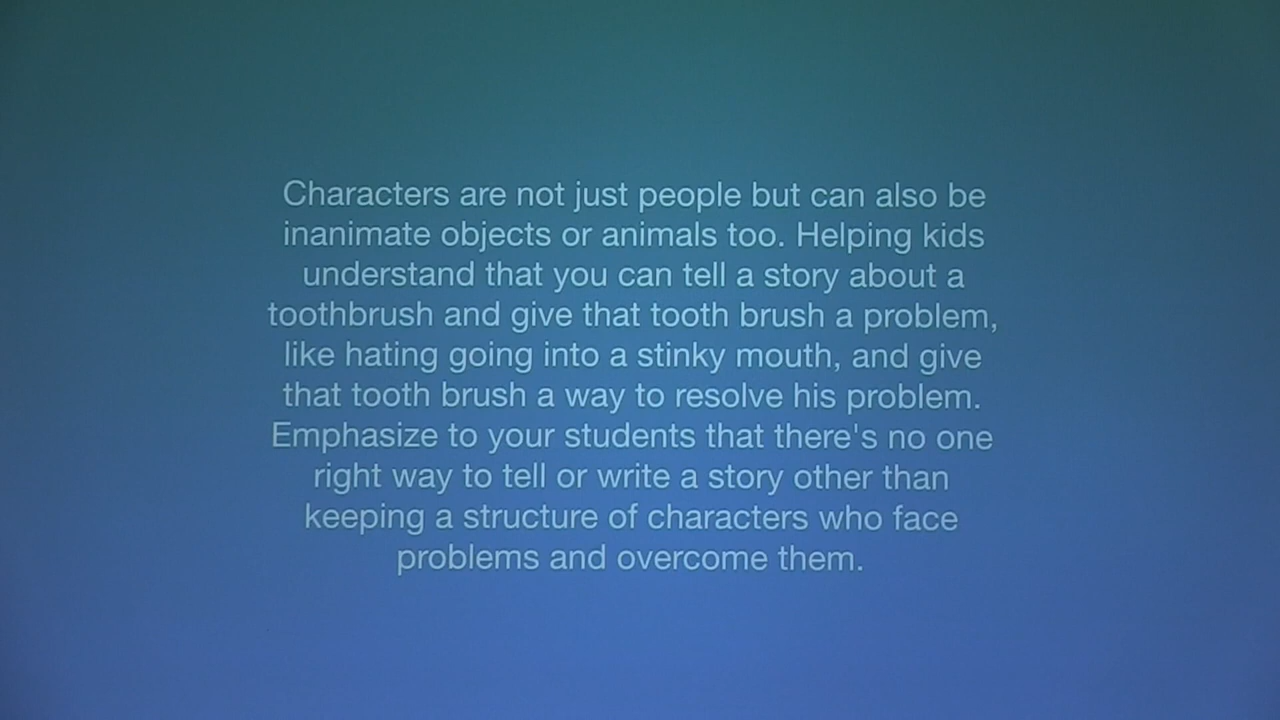 Characters are not just people but can also be
inanimate objects or animals too. Helping kids
understand that you can tell a story about a
toothbrush and give that tooth brush a problem,
like hating going into a stinky mouth, and give
that tooth brush a way to resolve his problem.
Emphasize to your students that there's no one
right way to tell or write a story other than
keeping a structure of characters who face
problems and overcome them.